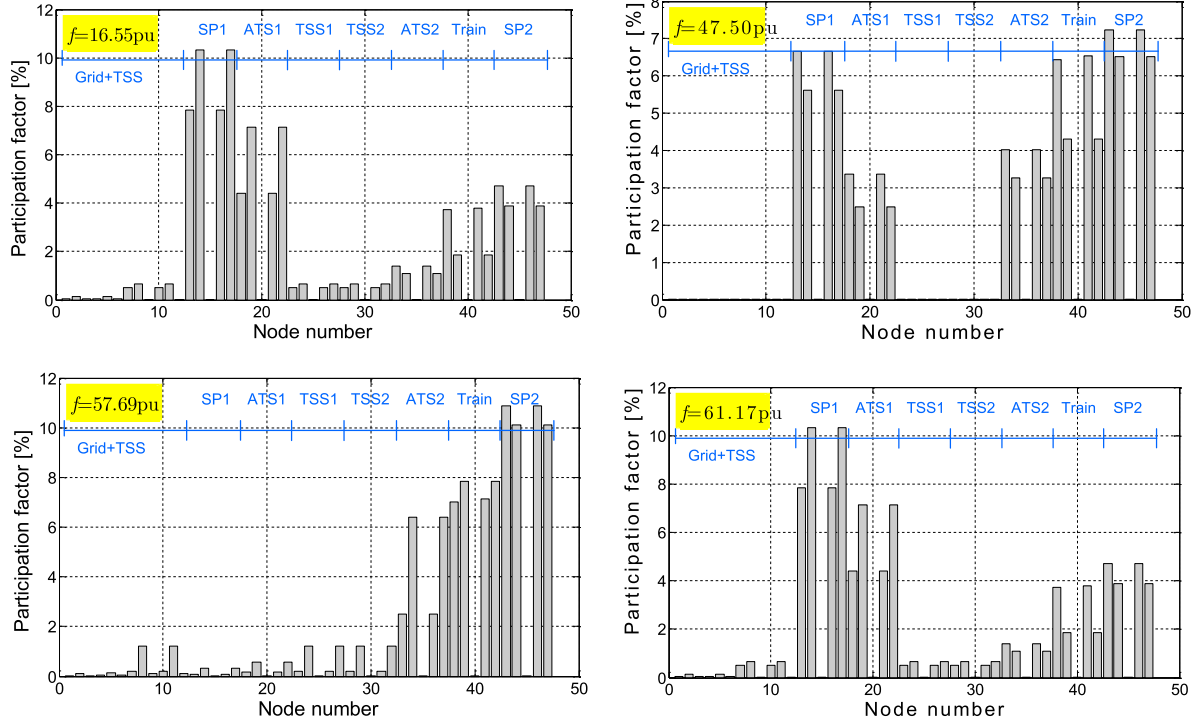 f=16.55pu
SP1 ATS1 TSS1 TSS2 ATS2 Train SP2
Grid+TSS
Participation factor [%]
12
10
8
6
4
2
0
0 10 20 30 40 50
Node number
f=47.50pu
SP1 ATS1 TSS1 TSS2 ATS2 Train SP2
Grid+TSS
Participation factor [%]
8
7
6
5
4
3
2
1
0
0 10 20 30 40 50
Node number
f=57.69pu
SP1 ATS1 TSS1 TSS2 ATS2 Train SP2
Grid+TSS
Participation factor [%]
12
10
8
6
4
2
0
0 10 20 30 40 50
Node number
f=61.17pu
SP1 ATS1 TSS1 TSS2 ATS2 Train SP2
Grid+TSS
Participation factor [%]
12
10
8
6
4
2
0
0 10 20 30 40 50
Node number